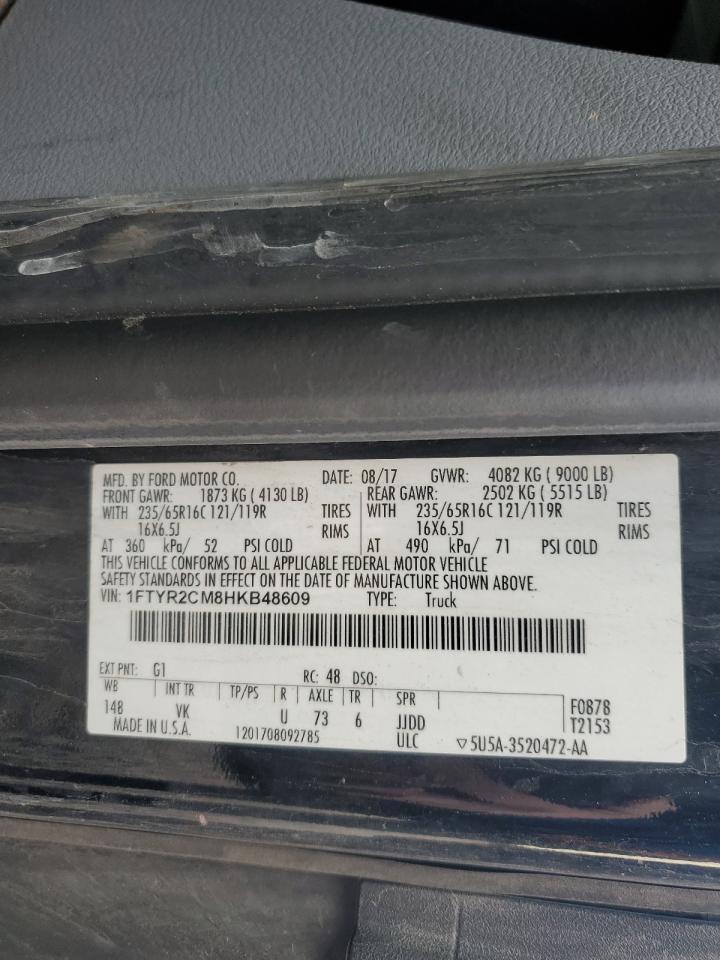 MFD. BY FORD MOTOR CO. DATE: 08/17 GVWR: 4082 KG ( 9000 LB)
FRONT GAWR: 1873 KG ( 4130 LB) REAR GAWR: 2502 KG ( 5515 LB)
WITH 235/65R16C 121/119R TIRES WITH 235/65R16C 121/119R TIRES
16X6.5J RIMS 16X6.5J RIMS
AT 360 kPa/ 52 PSI COLD AT 490 kPa/ 71 PSI COLD
THIS VEHICLE CONFORMS TO ALL APPLICABLE FEDERAL MOTOR VEHICLE
SAFETY STANDARDS IN EFFECT ON THE DATE OF MANUFACTURE SHOWN ABOVE.
VIN: 1FTYR2CM8HKB48609 TYPE: Truck
EXT PNT: G1 RC: 48 DSO:
WB INT TR TP/PS R AXLE TR SPR F0878
148 VK U 73 6 JJDD T2153
MADE IN U.S.A. 1201708092785 ULC ▽5U5A-3520472-AA